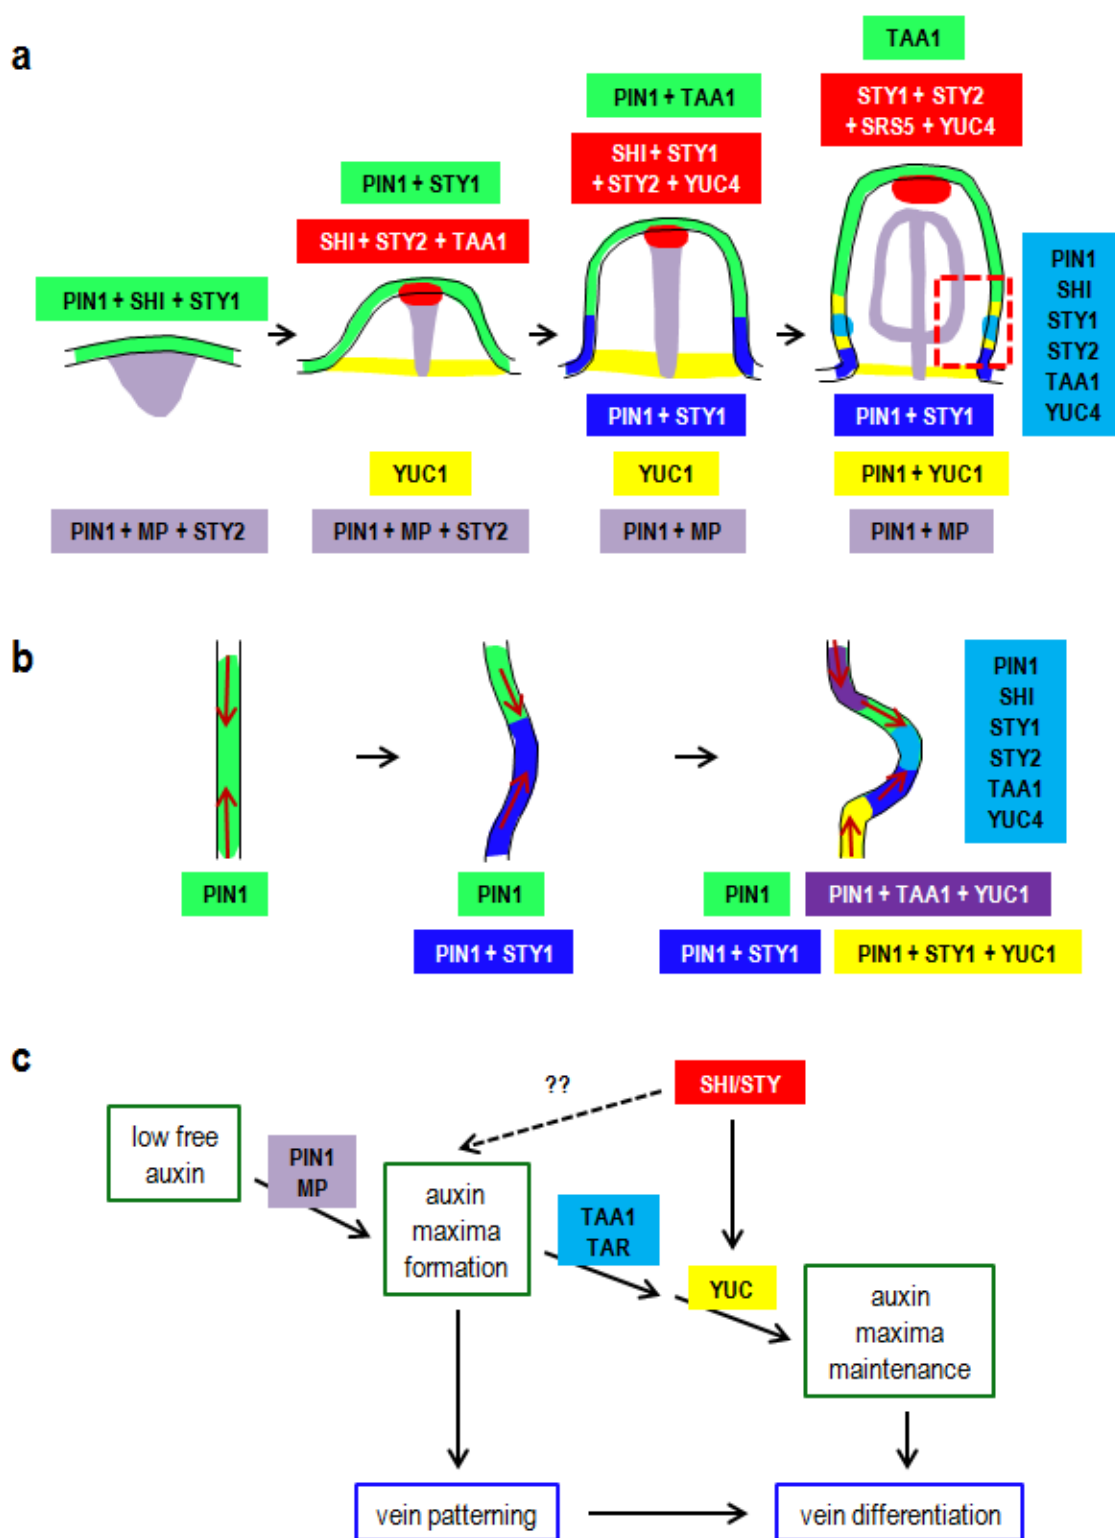 a
TAA1
PIN1 + TAA1
STY1 + STY2
+ SRS5 + YUC4
SHI + STY1
+ STY2 + YUC4
PIN1 + STY1
SHI + STY2 + TAA1
PIN1 + SHI + STY1
PIN1
SHI
STY1
STY2
TAA1
YUC4
PIN1 + STY1
PIN1 + STY1
YUC1
YUC1
PIN1 + YUC1
PIN1 + MP + STY2
PIN1 + MP + STY2
PIN1 + MP
PIN1 + MP
b
PIN1
SHI
STY1
STY2
TAA1
YUC4
PIN1
PIN1
PIN1
PIN1 + TAA1 + YUC1
PIN1 + STY1
PIN1 + STY1
PIN1 + STY1 + YUC1
c
??
SHI/STY
low free
auxin
PIN1
MP
auxin
maxima
formation
TAA1
TAR
YUC
auxin
maxima
maintenance
vein patterning
vein differentiation